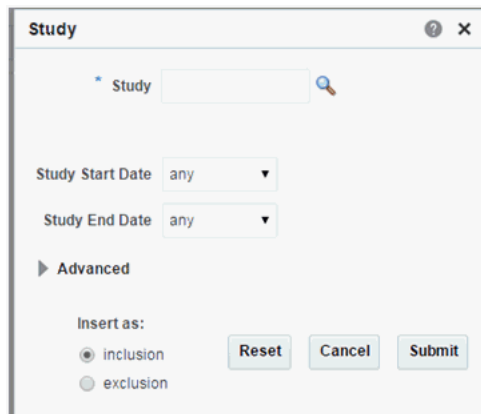 Study
* Study
Study Start Date any
Study End Date any
Advanced
Insert as:
inclusion Reset Cancel Submit
exclusion